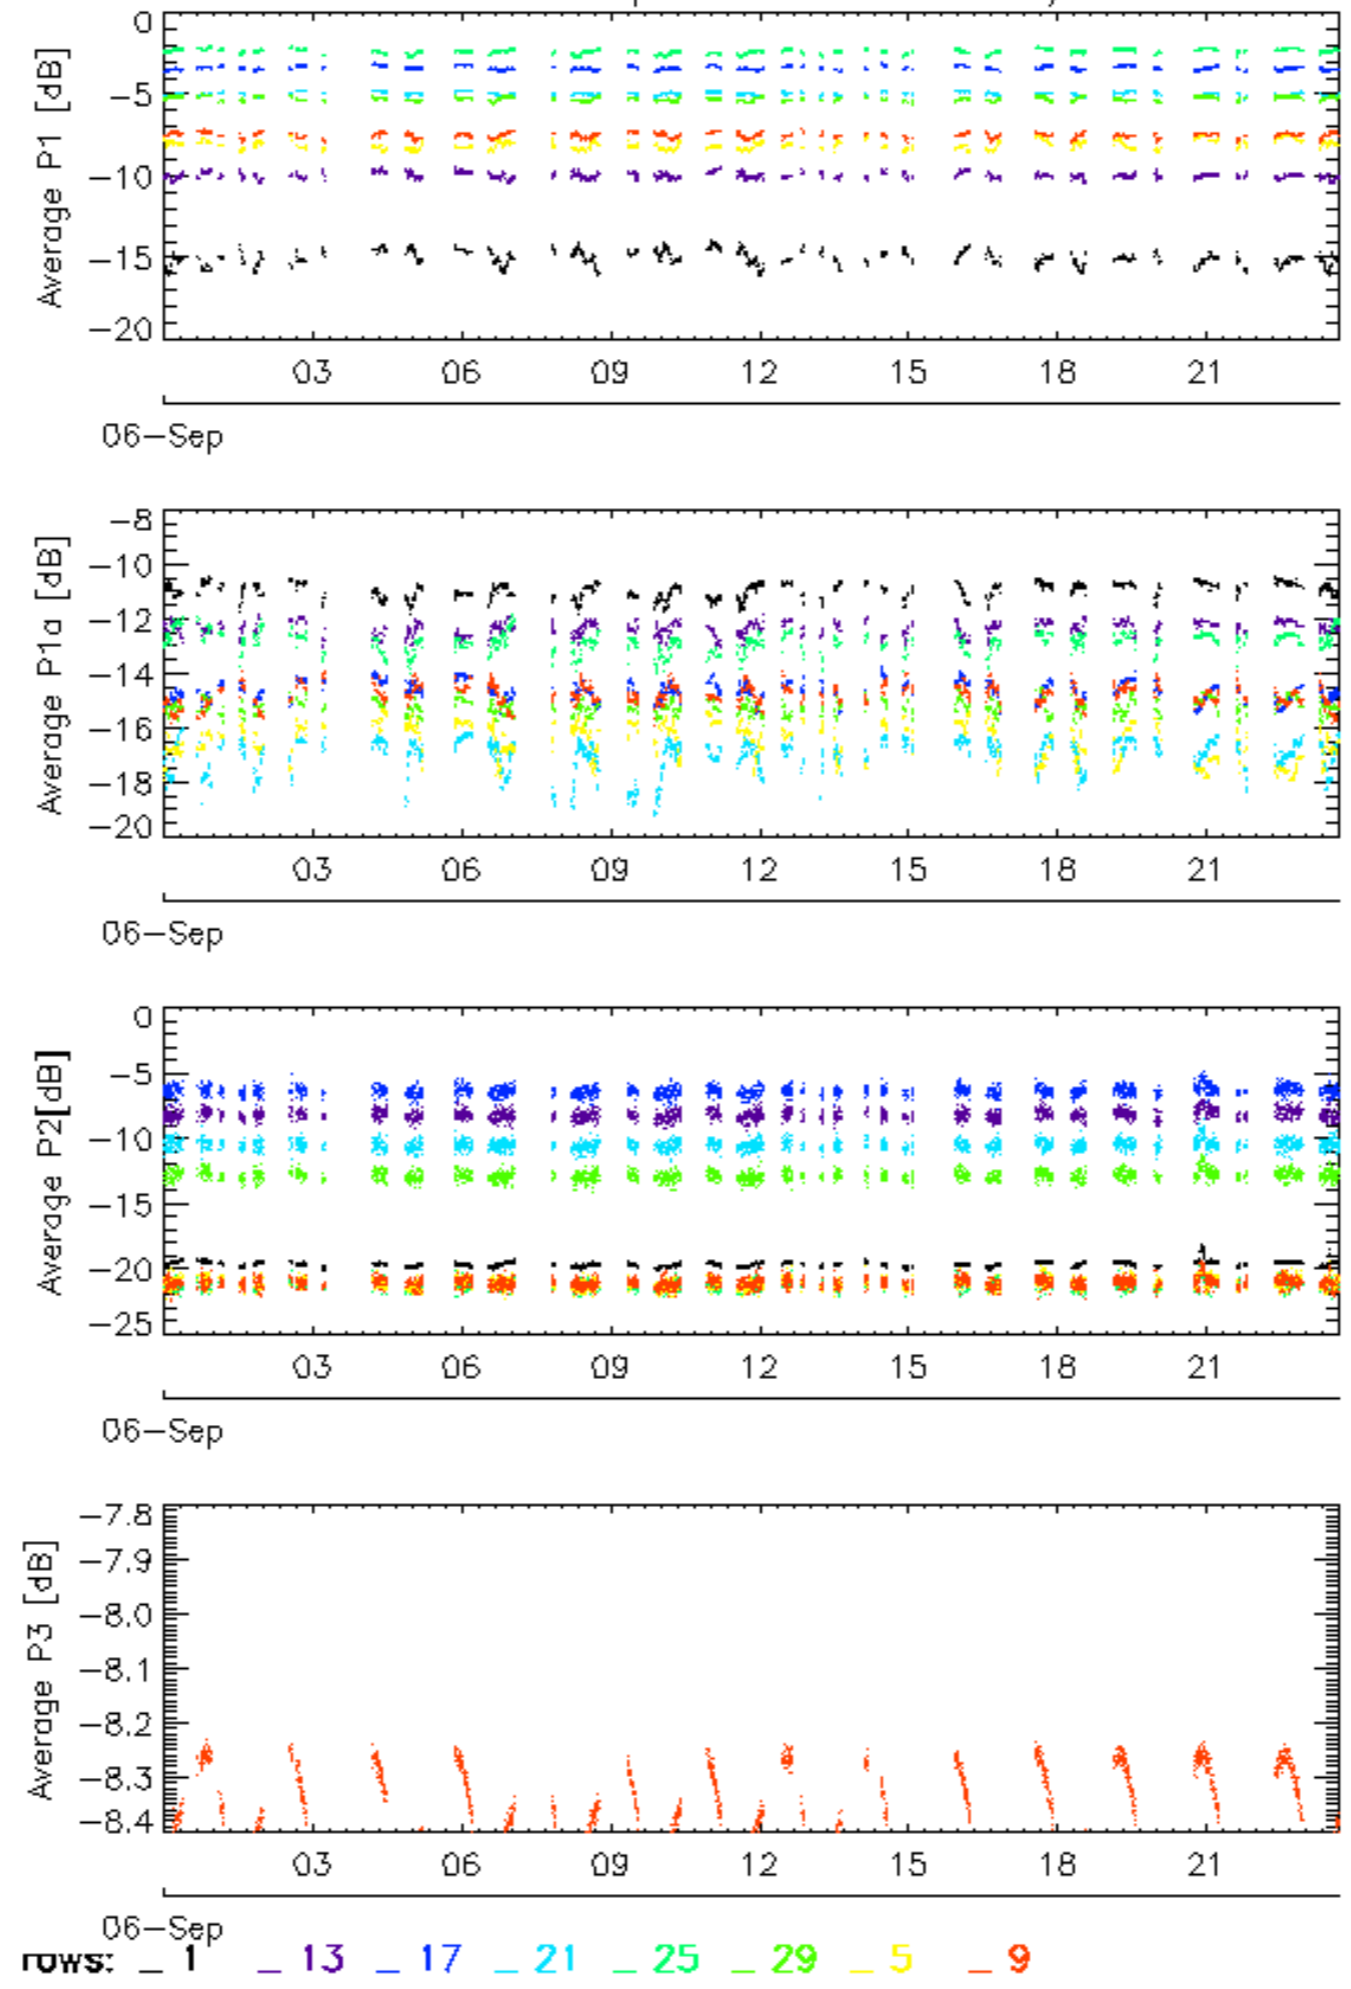 Average P1 [dB]
0
−5
−10
−15
−20
03 06 09 12 15 18 21
06−Sep
Average P1a [dB]
−8
−10
−12
−14
−16
−18
−20
03 06 09 12 15 18 21
06−Sep
Average P2[dB]
0
−5
−10
−15
−20
−25
03 06 09 12 15 18 21
06−Sep
Average P3 [dB]
−7.8
−7.9
−8.0
−8.1
−8.2
−8.3
−8.4
03 06 09 12 15 18 21
06−Sep
rows: _ 1 _ 13 _ 17 _ 21 _ 25 _ 29 _ 5 _ 9